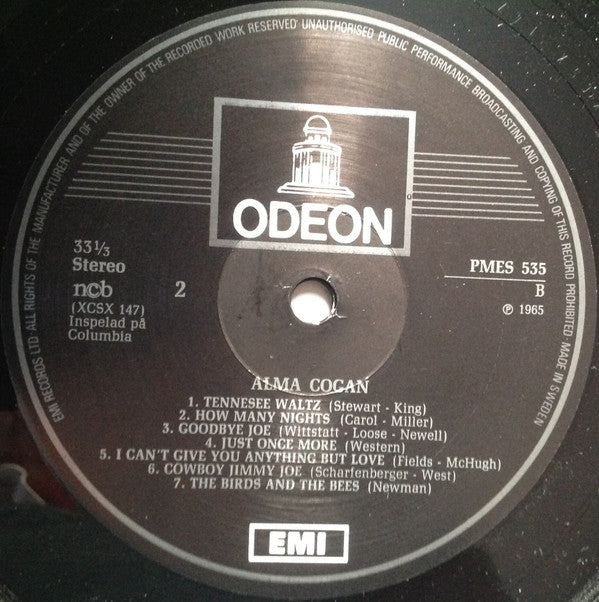 EMI RECORDS LTD ALL RIGHTS OF THE MANUFACTURER AND OF THE OWNER OF THE RECORDED WORK RESERVED UNAUTHORISED PUBLIC PERFORMANCE BROADCASTING AND COPYING OF THIS RECORD PROHIBITED. MADE IN SWEDEN
ODEON
33 1/3
Stereo
PMES 535
ncb
2
B
(XCSX 147)
℗ 1965
Inspelad på
Columbia
ALMA COGAN
1. TENNESEE WALTZ (Stewart - King)
2. HOW MANY NIGHTS (Carol - Miller)
3. GOODBYE JOE (Wittstatt - Loose - Newell)
4. JUST ONCE MORE (Western)
5. I CAN'T GIVE YOU ANYTHING BUT LOVE (Fields - McHugh)
6. COWBOY JIMMY JOE (Scharfenberger - West)
7. THE BIRDS AND THE BEES (Newman)
EMI